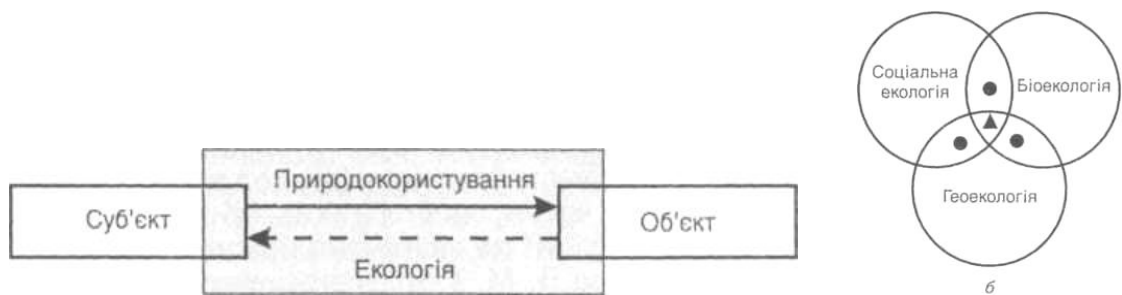 Природокористування
Суб'єкт
Об'єкт
Екологія
Соціальна
екологія
Біоекологія
Геоекологія
б